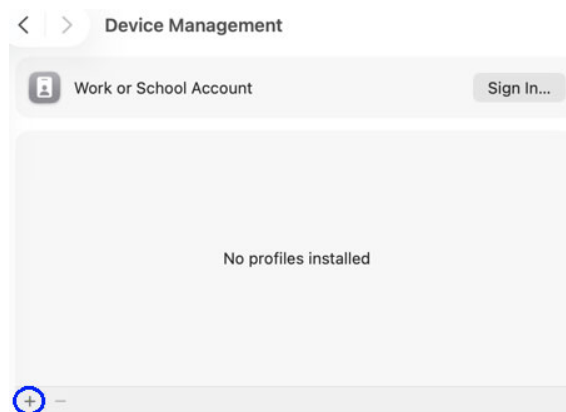 Device Management
Work or School Account
Sign In...
No profiles installed
+ −